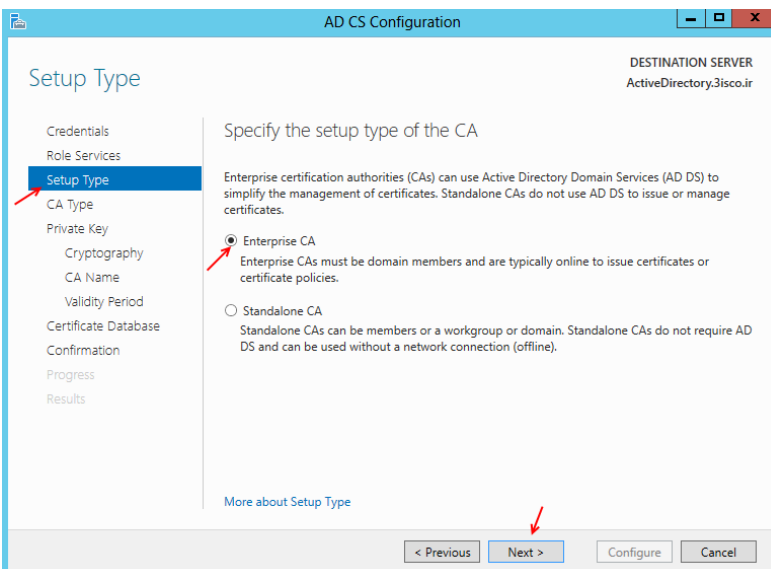 AD CS Configuration
DESTINATION SERVER
ActiveDirectory.3isco.ir
Setup Type
Credentials
Role Services
Setup Type
CA Type
Private Key
Cryptography
CA Name
Validity Period
Certificate Database
Confirmation
Progress
Results
Specify the setup type of the CA
Enterprise certification authorities (CAs) can use Active Directory Domain Services (AD DS) to
simplify the management of certificates. Standalone CAs do not use AD DS to issue or manage
certificates.
Enterprise CA
Enterprise CAs must be domain members and are typically online to issue certificates or
certificate policies.
Standalone CA
Standalone CAs can be members or a workgroup or domain. Standalone CAs do not require AD
DS and can be used without a network connection (offline).
More about Setup Type
< Previous
Next >
Configure
Cancel